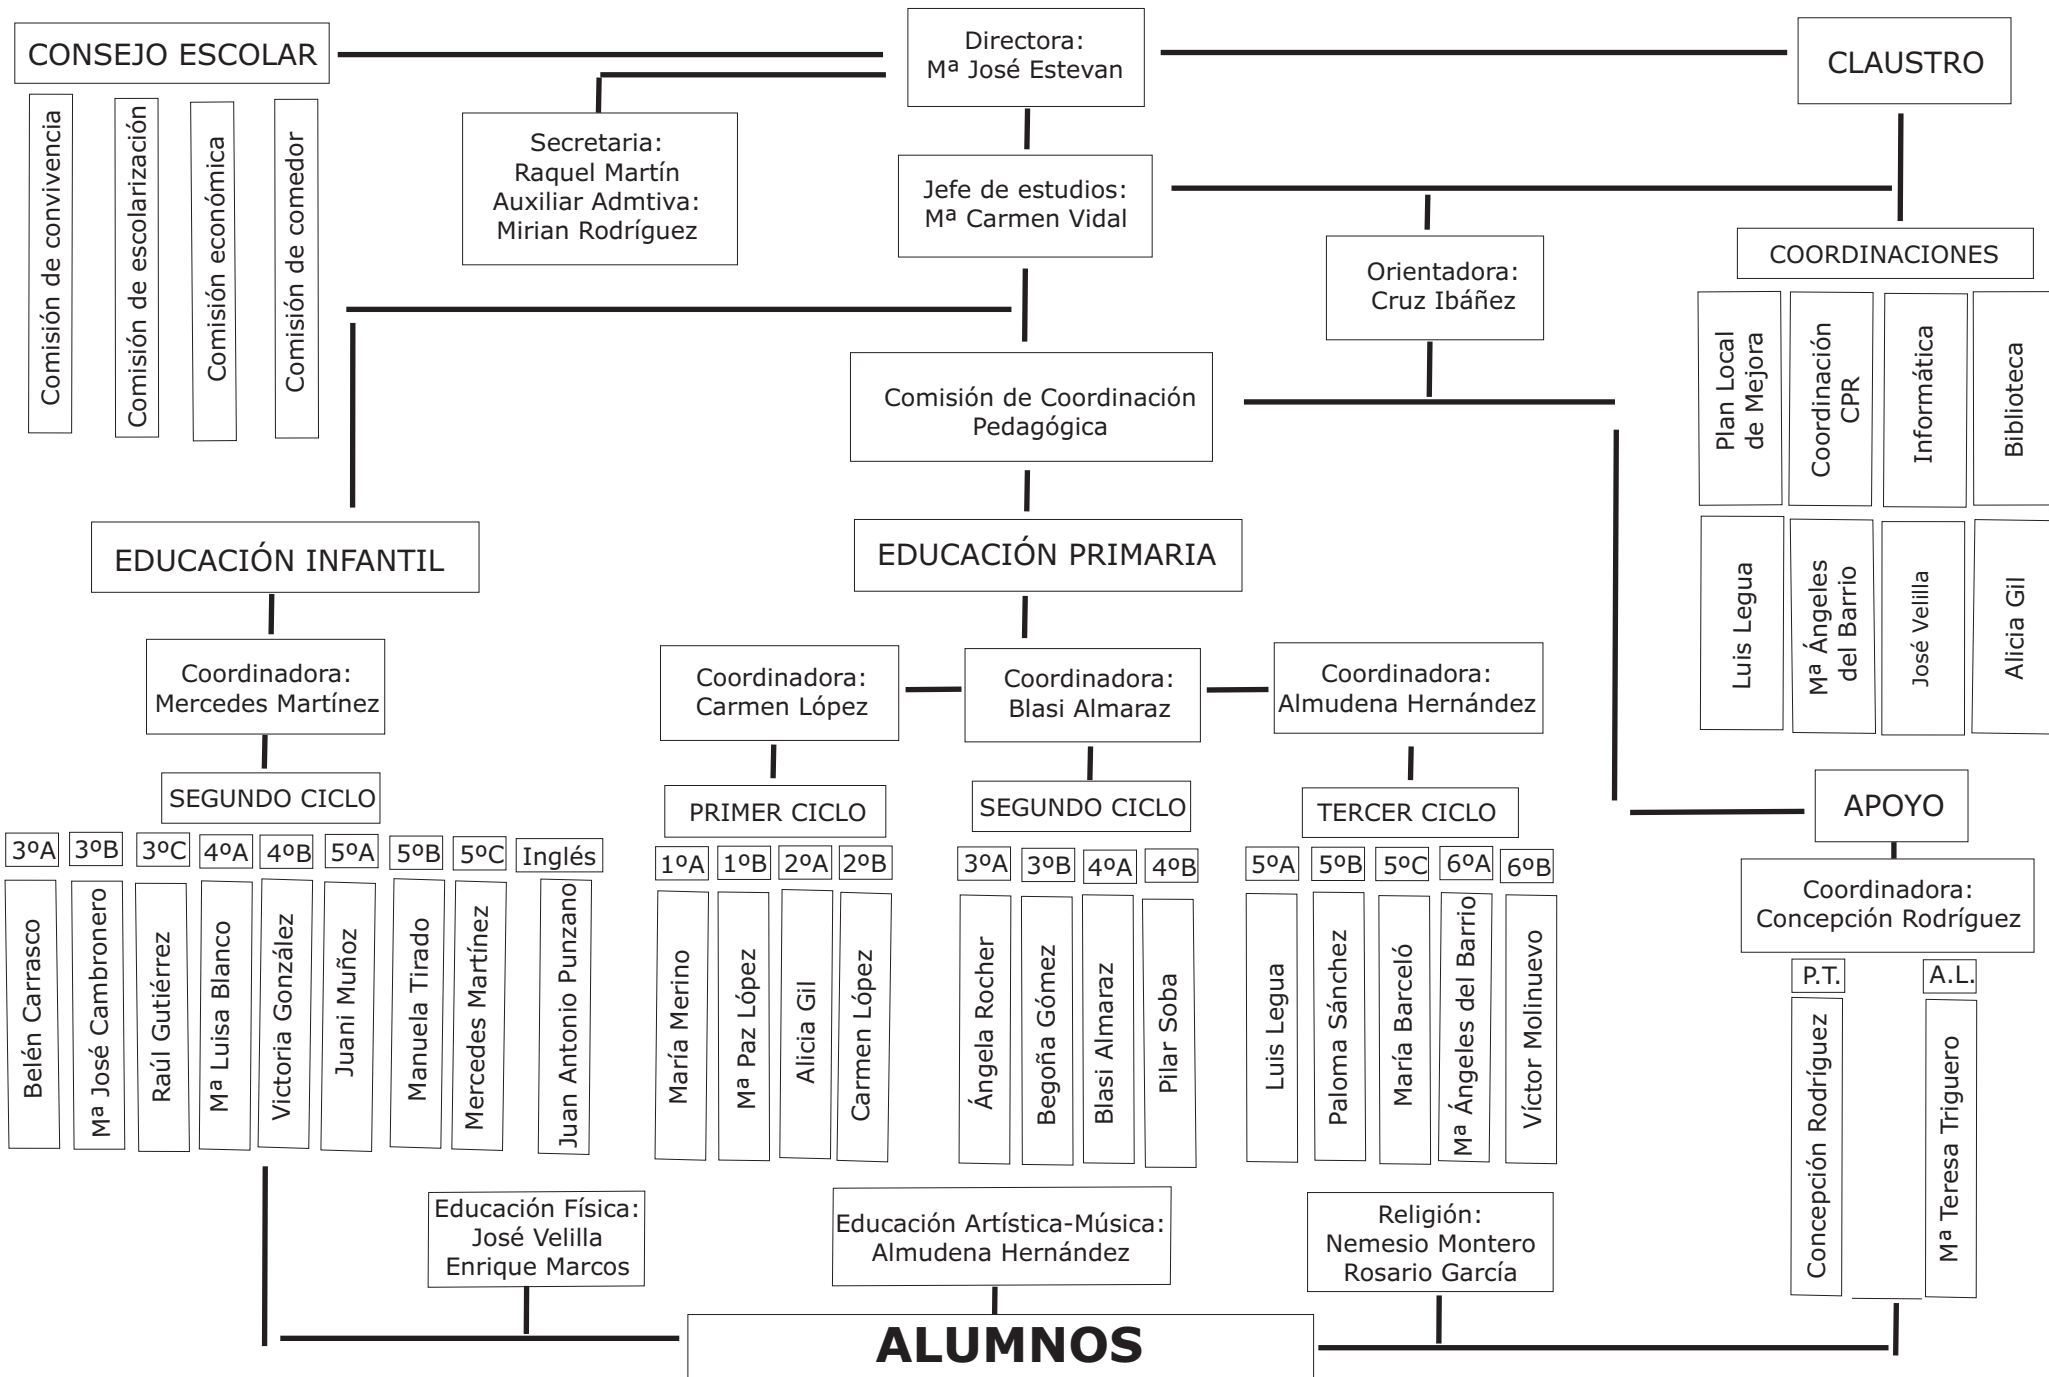 CONSEJO ESCOLAR
Directora:
Mª José Estevan
CLAUSTRO
Comisión de convivencia
Comisión de escolarización
Comisión económica
Comisión de comedor
Secretaria:
Raquel Martín
Auxiliar Admtiva:
Mirian Rodríguez
Jefe de estudios:
Mª Carmen Vidal
Orientadora:
Cruz Ibáñez
COORDINACIONES
Plan Local
de Mejora
Coordinación
CPR
Informática
Biblioteca
Luis Legua
Mª Ángeles
del Barrio
José Velilla
Alicia Gil
Comisión de Coordinación
Pedagógica
EDUCACIÓN INFANTIL
EDUCACIÓN PRIMARIA
Coordinadora:
Mercedes Martínez
Coordinadora:
Carmen López
Coordinadora:
Blasi Almaraz
Coordinadora:
Almudena Hernández
SEGUNDO CICLO
PRIMER CICLO
SEGUNDO CICLO
TERCER CICLO
APOYO
3ºA
3ºB
3ºC
4ºA
4ºB
5ºA
5ºB
5ºC
Inglés
Belén Carrasco
Mª José Cambronero
Raúl Gutiérrez
Mª Luisa Blanco
Victoria González
Juani Muñoz
Manuela Tirado
Mercedes Martínez
Juan Antonio Punzano
1ºA
1ºB
2ºA
2ºB
María Merino
Mª Paz López
Alicia Gil
Carmen López
3ºA
3ºB
4ºA
4ºB
Ángela Rocher
Begoña Gómez
Blasi Almaraz
Pilar Soba
5ºA
5ºB
5ºC
6ºA
6ºB
Luis Legua
Paloma Sánchez
María Barceló
Mª Ángeles del Barrio
Víctor Molinuevo
Coordinadora:
Concepción Rodríguez
P.T.
A.L.
Concepción Rodríguez
Mª Teresa Triguero
Educación Física:
José Velilla
Enrique Marcos
Educación Artística-Música:
Almudena Hernández
Religión:
Nemesio Montero
Rosario García
ALUMNOS